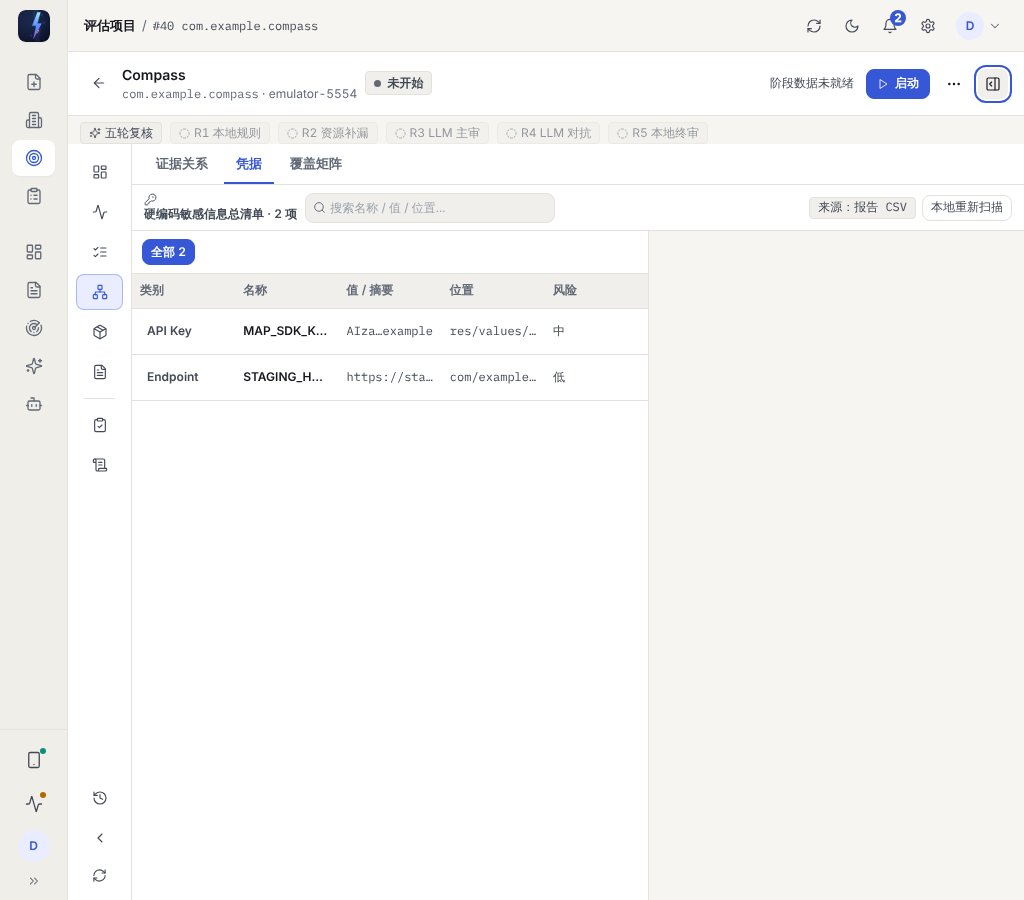 评估项目 / #40 com.example.compass
2
D
Compass
com.example.compass · emulator-5554
未开始
阶段数据未就绪
启动
五轮复核
R1 本地规则
R2 资源补漏
R3 LLM 主审
R4 LLM 对抗
R5 本地终审
证据关系
凭据
覆盖矩阵
硬编码敏感信息总清单 · 2 项
搜索名称 / 值 / 位置…
来源：报告 CSV
本地重新扫描
全部 2
类别 名称 值 / 摘要 位置 风险
API Key MAP_SDK_K… AIza…example res/values/… 中
Endpoint STAGING_H… https://sta… com/example… 低
D